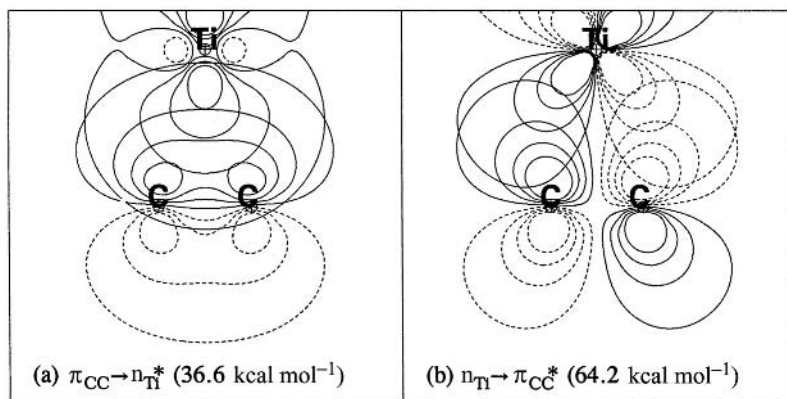 Ti
Ti
C C
C C
(a) π_CC→n_Ti* (36.6 kcal mol⁻¹)
(b) n_Ti→π_CC* (64.2 kcal mol⁻¹)